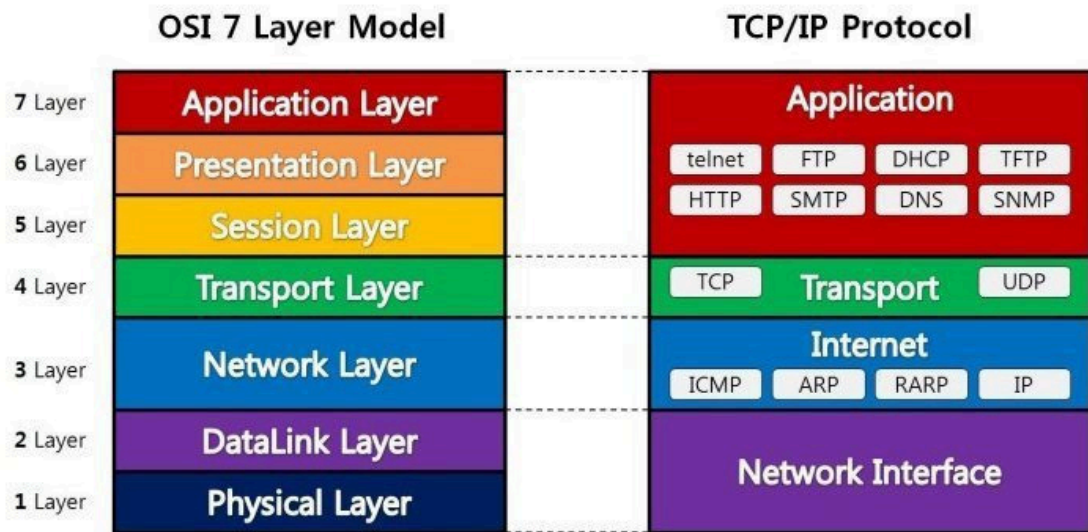 OSI 7 Layer Model
7 Layer
Application Layer
6 Layer
Presentation Layer
5 Layer
Session Layer
4 Layer
Transport Layer
3 Layer
Network Layer
2 Layer
DataLink Layer
1 Layer
Physical Layer
TCP/IP Protocol
Application
telnet FTP DHCP TFTP
HTTP SMTP DNS SNMP
TCP Transport UDP
Internet
ICMP ARP RARP IP
Network Interface